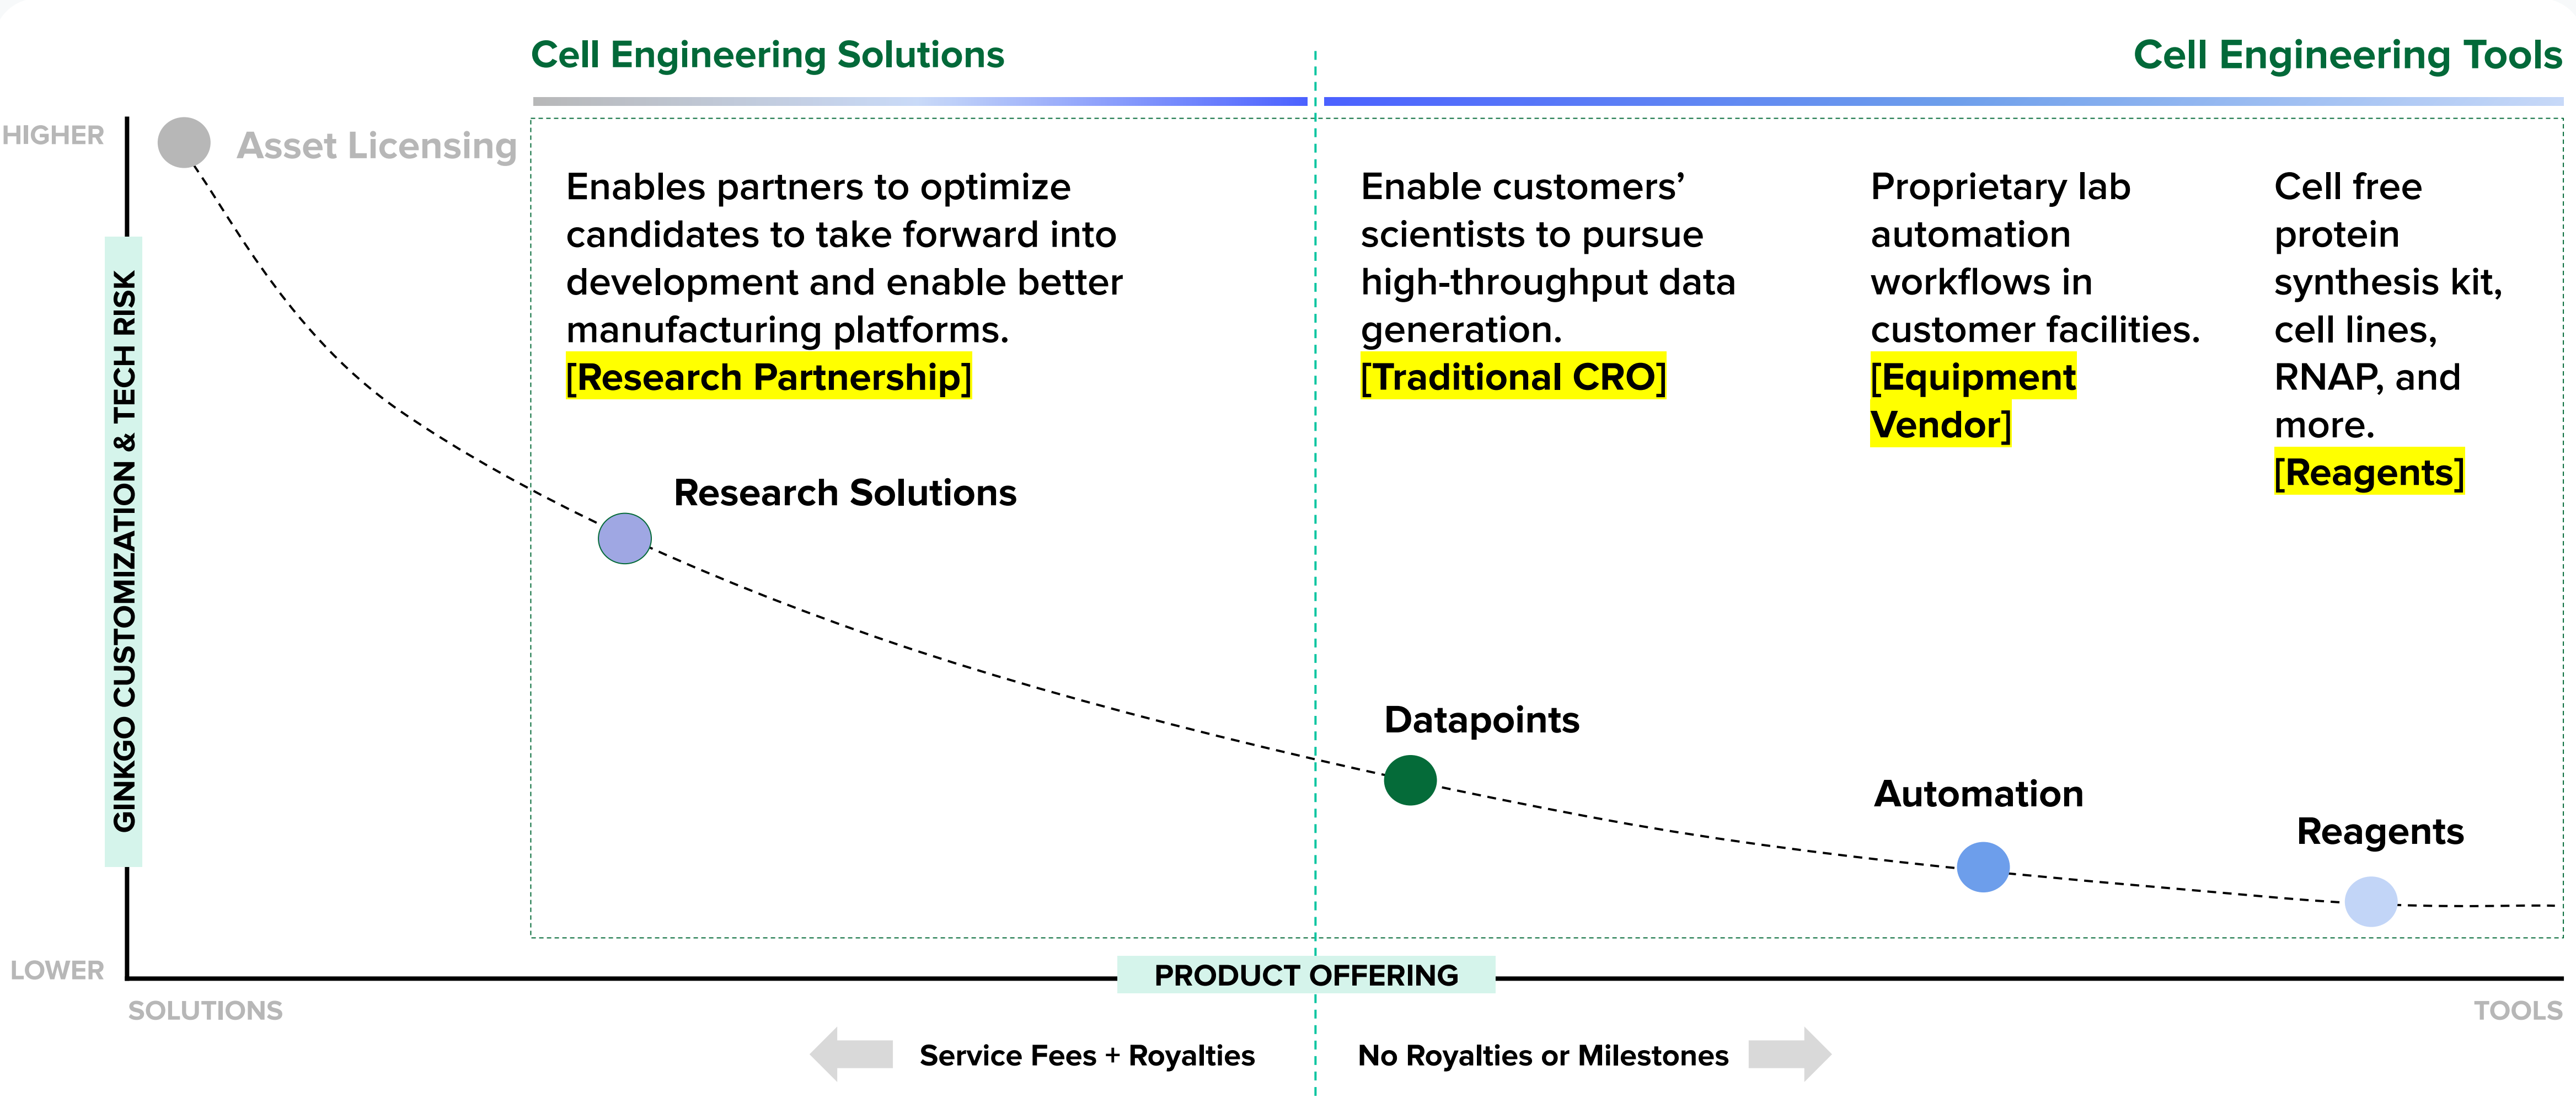 Cell Engineering Solutions
Cell Engineering Tools
HIGHER
Asset Licensing
GINKGO CUSTOMIZATION & TECH RISK
Enables partners to optimize
candidates to take forward into
development and enable better
manufacturing platforms.
[Research Partnership]
Enable customers’
scientists to pursue
high-throughput data
generation.
[Traditional CRO]
Proprietary lab
automation
workflows in
customer facilities.
[Equipment
Vendor]
Cell free
protein
synthesis kit,
cell lines,
RNAP, and
more.
[Reagents]
Research Solutions
Datapoints
Automation
Reagents
LOWER
PRODUCT OFFERING
SOLUTIONS
TOOLS
Service Fees + Royalties
No Royalties or Milestones